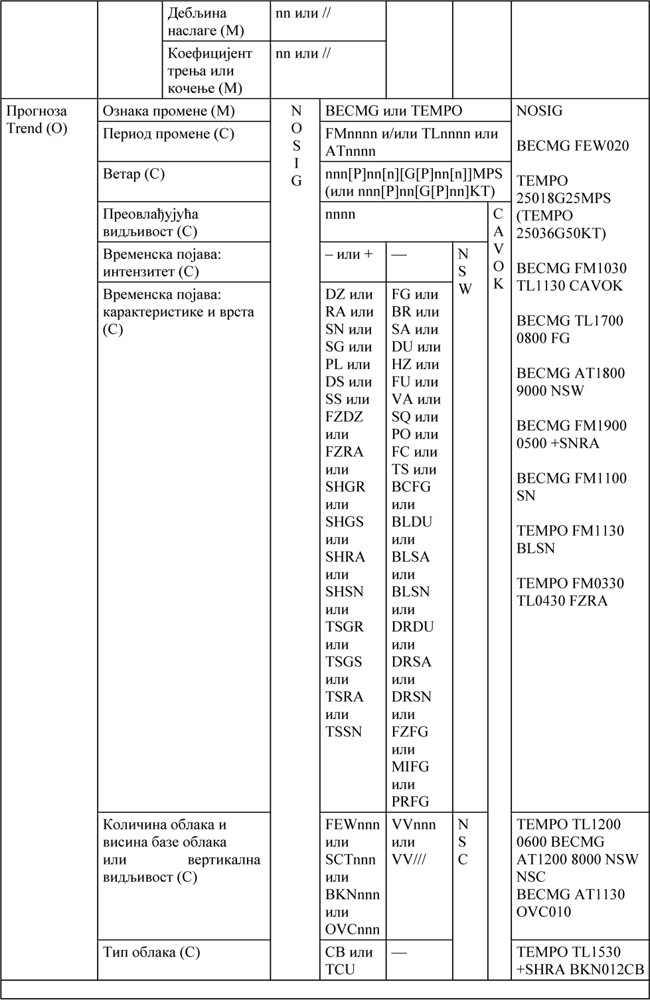 Дебљина
наслаге (M)
nn или //
Коефицијент
трења или
кочење (M)
nn или //
Прогноза
Trend (O)
Ознака промене (M)
N
O
S
I
G
BECMG или TEMPO
NOSIG
Период промене (C)
FMnnnn и/или TLnnnn или
ATnnnn
BECMG FEW020
Ветар (C)
nnn[P]nn[n][G[P]nn[n]]MPS
(или nnn[P]nn[G[P]nn]KT)
TEMPO
25018G25MPS
(TEMPO
25036G50KT)
Преовлађујућа
видљивост (C)
nnnn
C
A
V
O
K
Временска појава:
интензитет (C)
– или +
—
N
S
W
BECMG FM1030
TL1130 CAVOK
Временска појава:
карактеристике и врста
(C)
DZ или
RA или
SN или
SG или
PL или
DS или
SS или
FZDZ
или
FZRA
или
SHGR
или
SHGS
или
SHRA
или
SHSN
или
TSGR
или
TSGS
или
TSRA
или
TSSN
FG или
BR или
SA или
DU или
HZ или
FU или
VA или
SQ или
PO или
FC или
TS или
BCFG
или
BLDU
или
BLSA
или
BLSN
или
DRDU
или
DRSA
или
DRSN
или
FZFG
или
MIFG
или
PRFG
BECMG TL1700
0800 FG
BECMG AT1800
9000 NSW
BECMG FM1900
0500 +SNRA
BECMG FM1100
SN
TEMPO FM1130
BLSN
TEMPO FM0330
TL0430 FZRA
Количина облака и
висина базе облака
или вертикална
видљивост (C)
FEWnnn
или
SCTnnn
или
BKNnnn
или
OVCnnn
VVnnn
или
VV///
N
S
C
TEMPO TL1200
0600 BECMG
AT1200 8000 NSW
NSC
BECMG AT1130
OVC010
Тип облака (C)
CB или
TCU
—
TEMPO TL1530
+SHRA BKN012CB